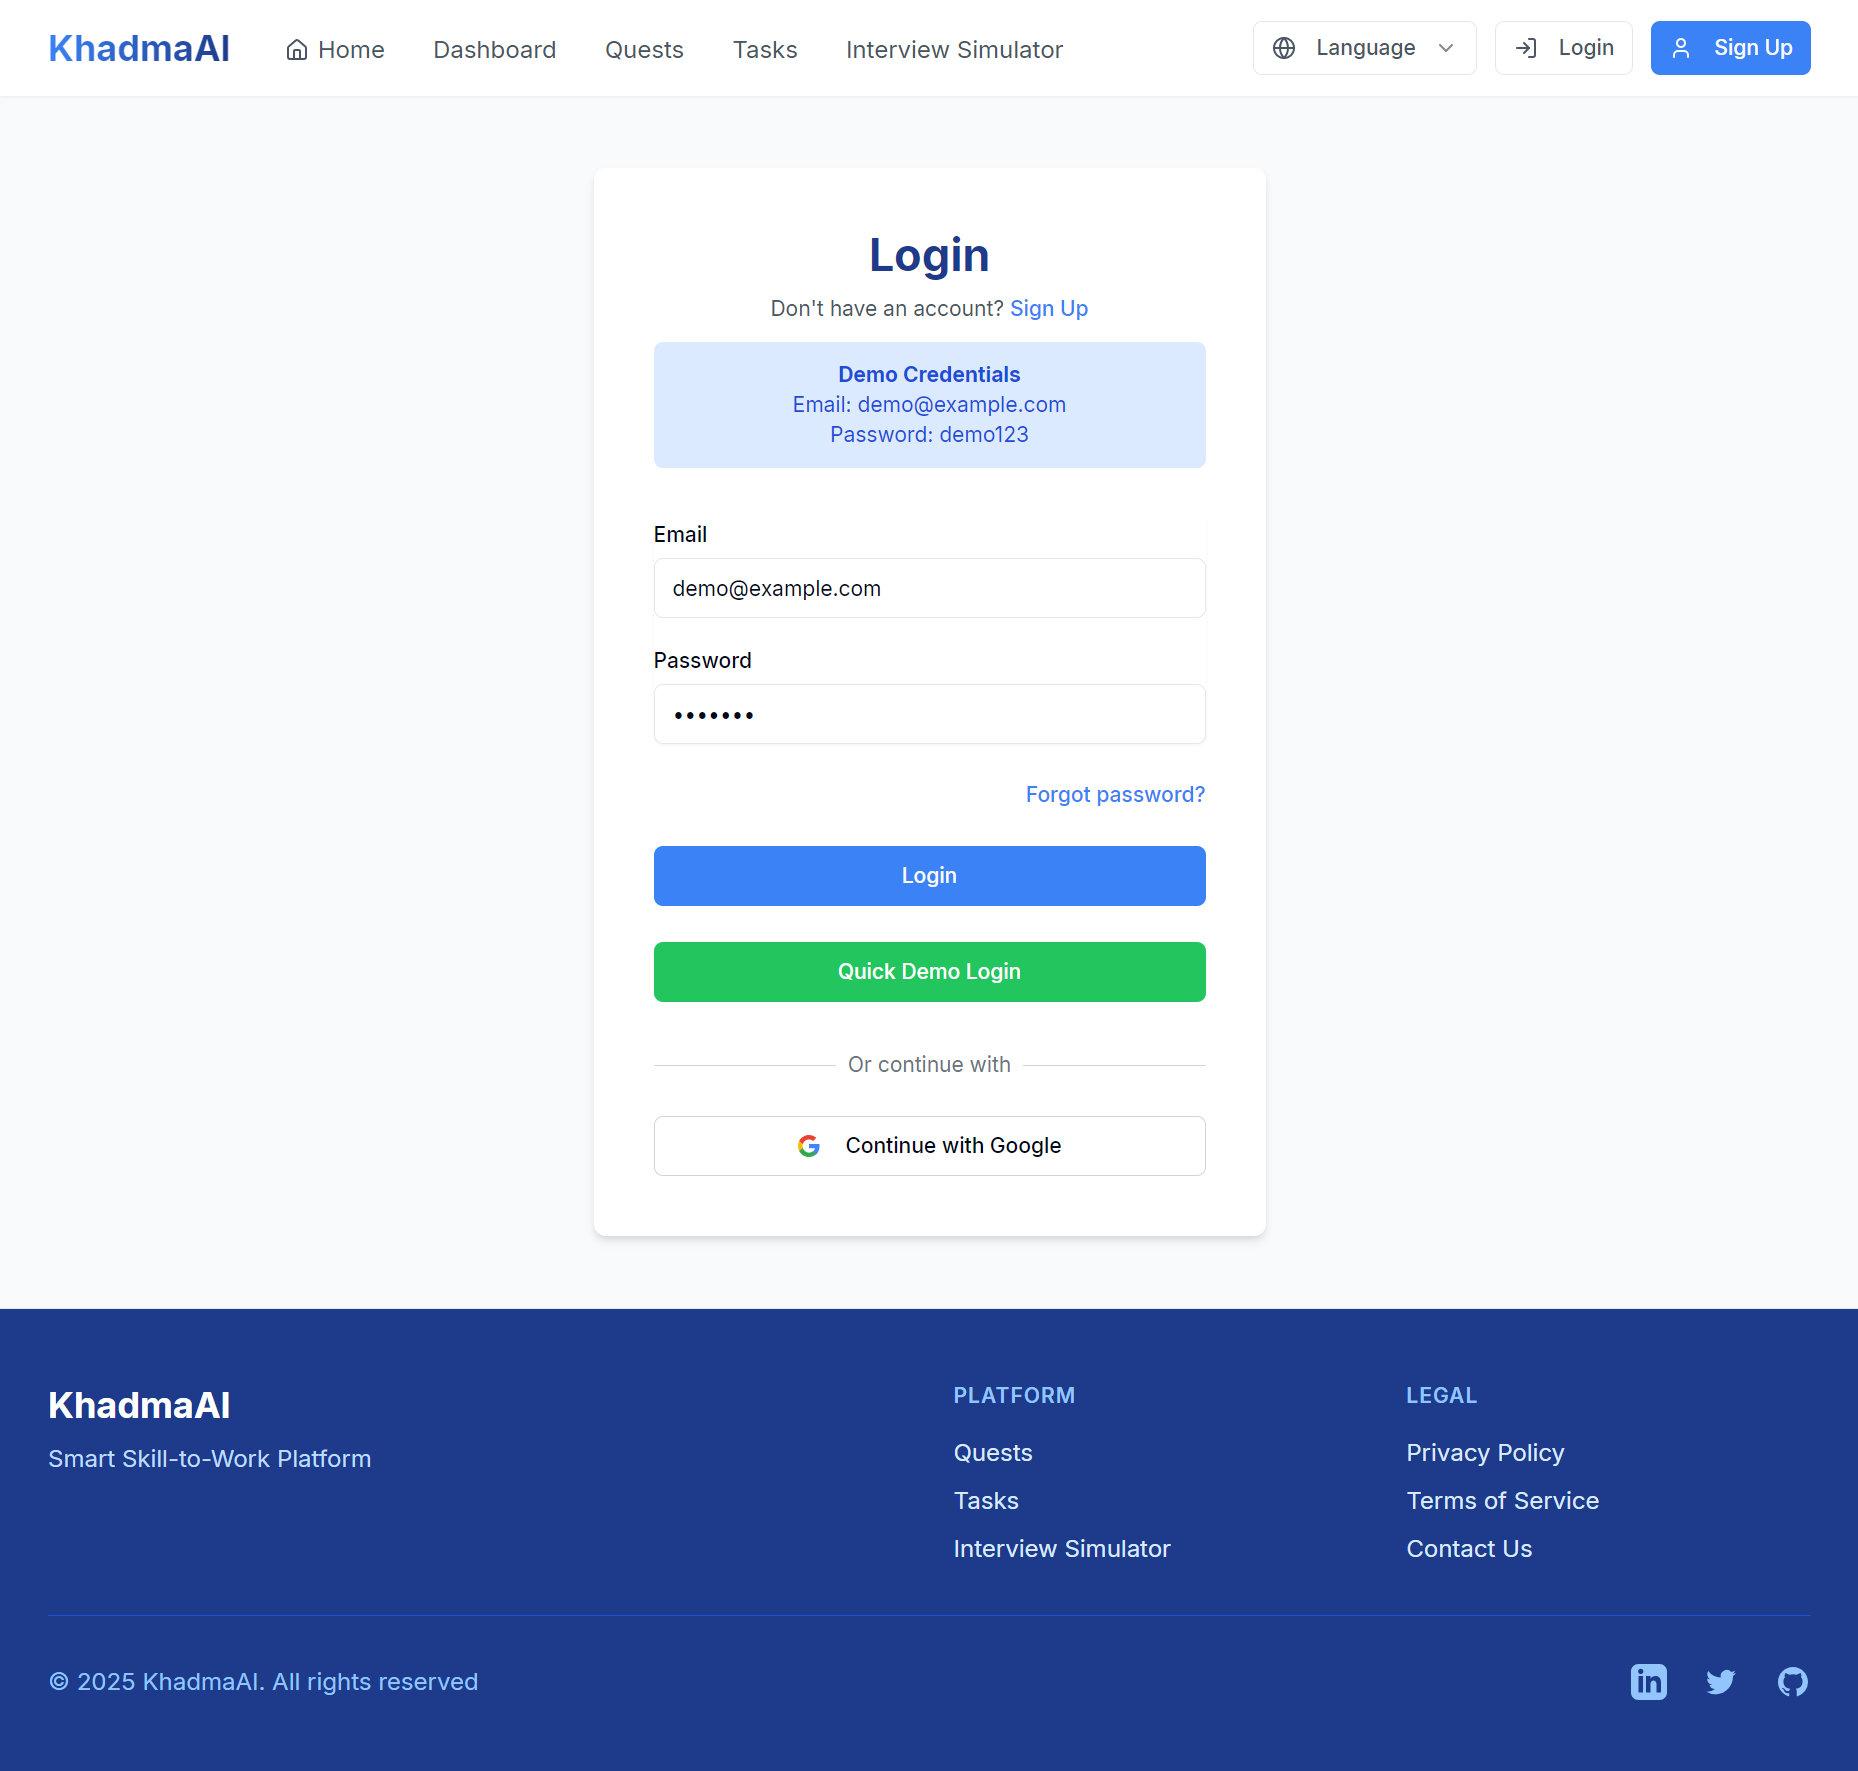 KhadmaAI
Home
Dashboard
Quests
Tasks
Interview Simulator
Language
Login
Sign Up
Login
Don't have an account? Sign Up
Demo Credentials
Email: demo@example.com
Password: demo123
Email
demo@example.com
Password
•••••••
Forgot password?
Login
Quick Demo Login
Or continue with
Continue with Google
KhadmaAI
Smart Skill-to-Work Platform
PLATFORM
Quests
Tasks
Interview Simulator
LEGAL
Privacy Policy
Terms of Service
Contact Us
© 2025 KhadmaAI. All rights reserved
in